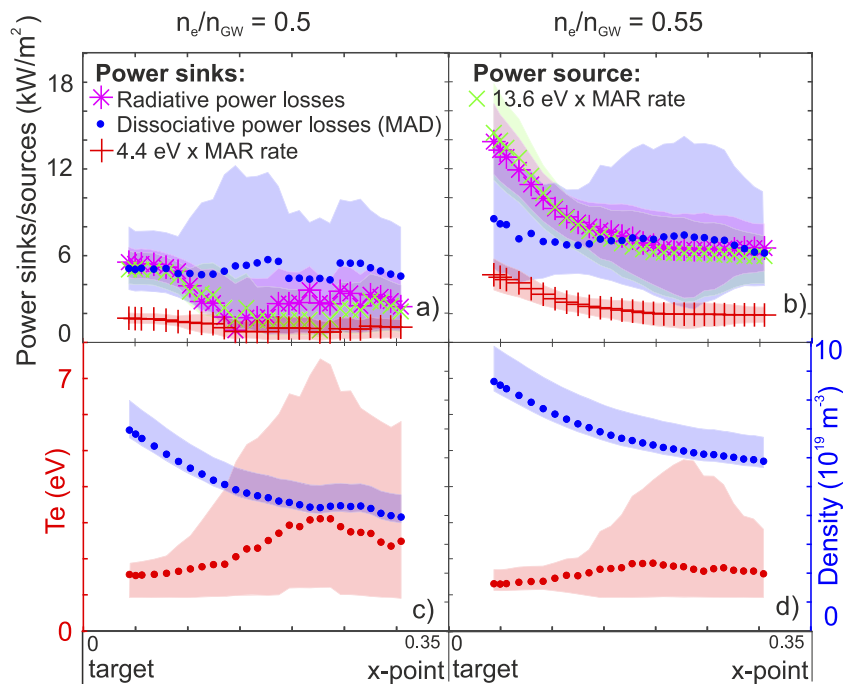 n_e/n_GW = 0.5
n_e/n_GW = 0.55
Power sinks/sources (kW/m²)
18
12
6
0
Power sinks:
Radiative power losses
Dissociative power losses (MAD)
4.4 eV x MAR rate
a)
Power source:
13.6 eV x MAR rate
b)
Te (eV)
7
0
c)
d)
10
0
Density (10¹⁹ m⁻³)
0
0.35
0
0.35
target
x-point
target
x-point